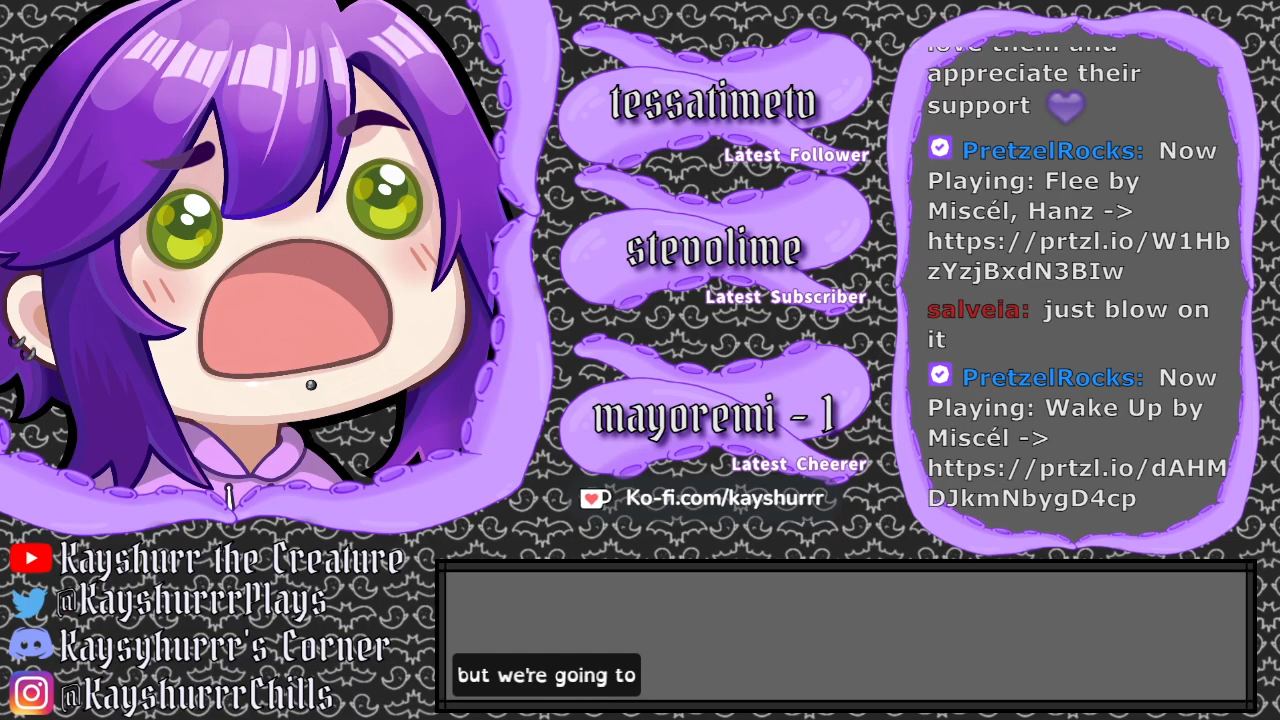 tessatimetv
Latest Follower
stevolime
Latest Subscriber
mayoremi - 1
Latest Cheerer
Ko-fi.com/kayshurrr
love them and
appreciate their
support
PretzelRocks: Now
Playing: Flee by
Miscél, Hanz ->
https://prtzl.io/W1Hb
zYzjBxdN3BIw
salveia: just blow on
it
PretzelRocks: Now
Playing: Wake Up by
Miscél ->
https://prtzl.io/dAHM
DJkmNbygD4cp
Kayshurr the Creature
@KayshurrrPlays
Kaysyhurrr's Corner
@KayshurrrChills
but we're going to